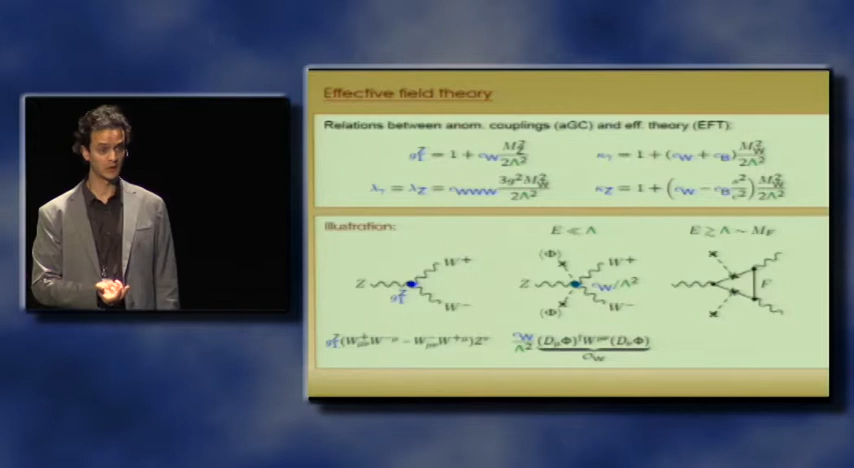 Effective field theory
Relations between anom. couplings (aGC) and eff. theory (EFT):
g₁^Z = 1 + c_W M_Z²/2Λ²
κ_γ = 1 + (c_W + c_B) M_W²/2Λ²
λ_γ = λ_Z = c_WWW 3g²M_W²/2Λ²
κ_Z = 1 + (c_W − c_B s²/c²) M_W²/2Λ²
Illustration:
E ≪ Λ
E ≳ Λ ∼ M_F
Z W⁺ W⁻ g₁^Z
⟨Φ⟩ Z W⁺ W⁻ c_W/Λ² ⟨Φ⟩
F
g₁^Z(W⁺_μν W^−μ − W⁻_μν W^+μ)Z^ν
c_W/Λ² (D_μΦ)†W^μν(D_νΦ)
O_W